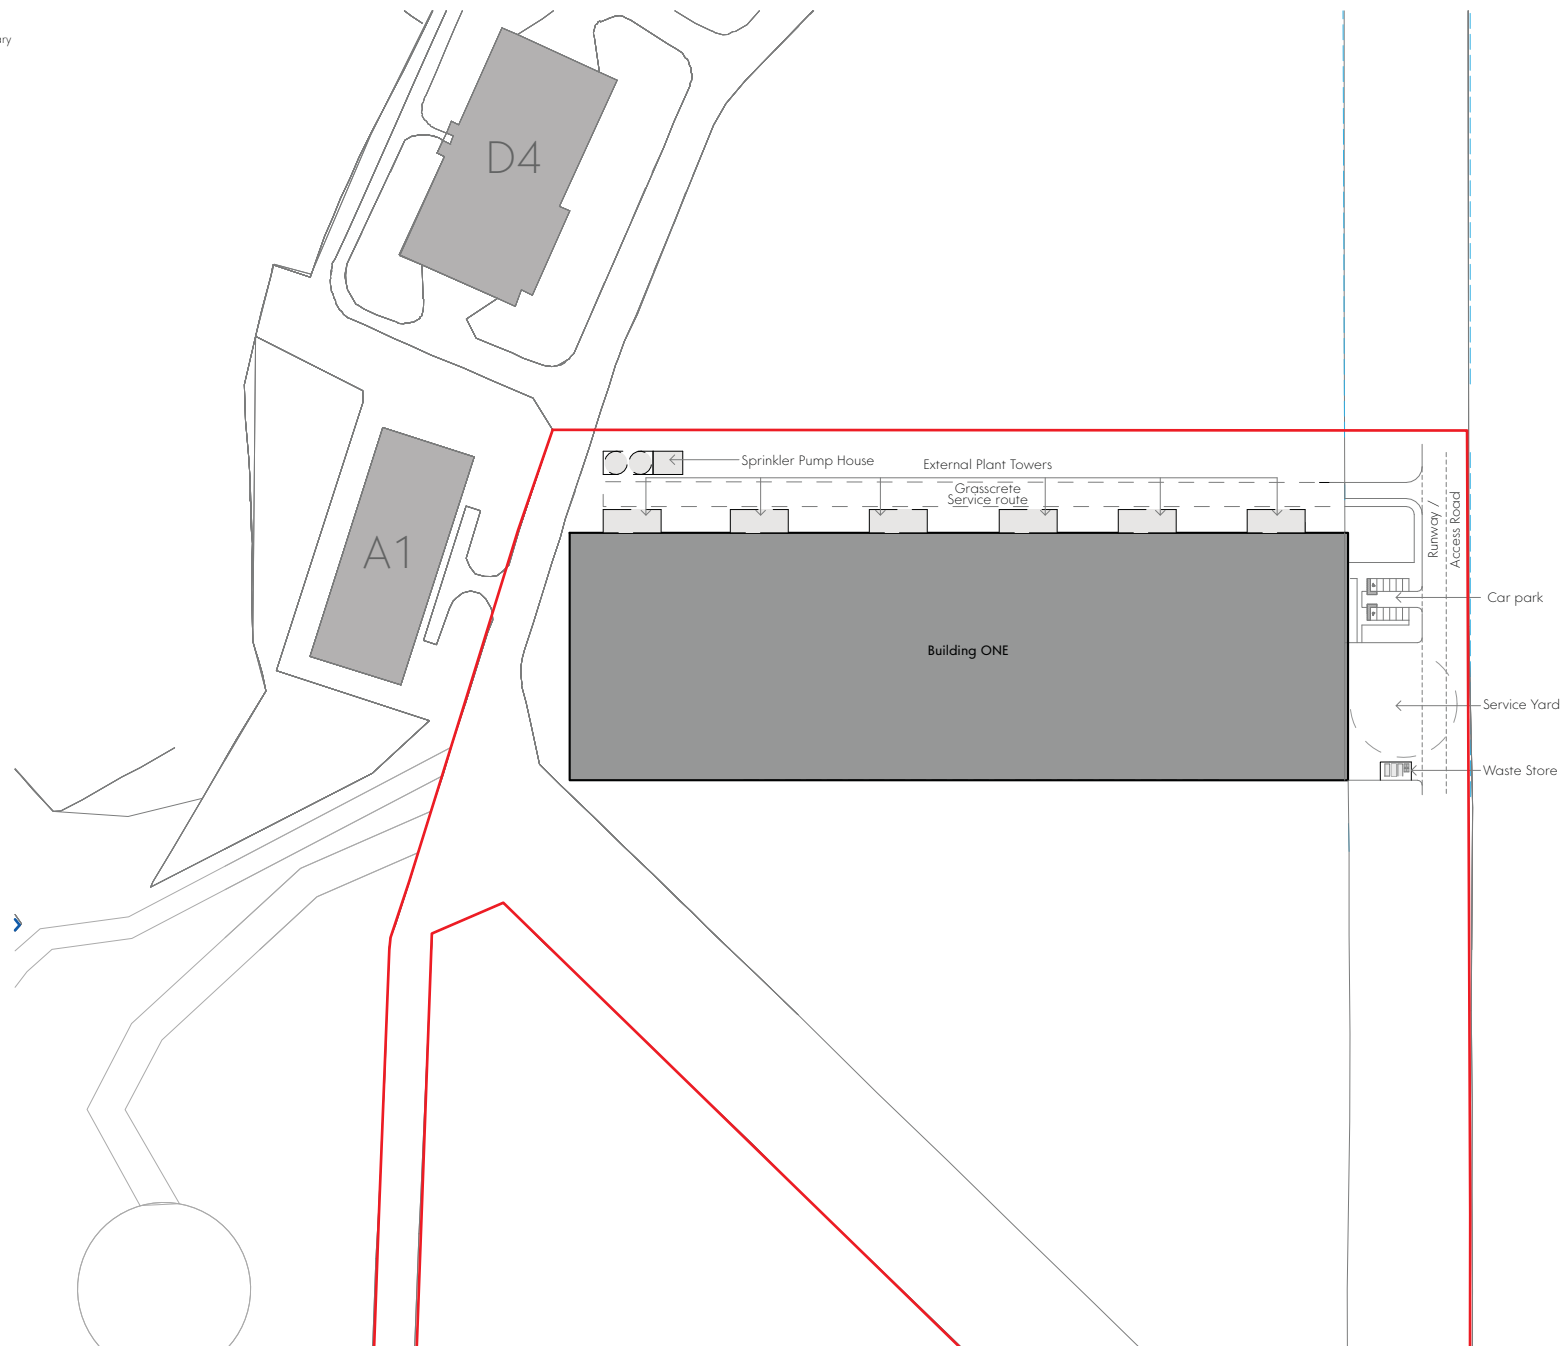 D4
Sprinkler Pump House
External Plant Towers
Grasscrete
Service route
Runway /
Access Road
A1
Car park
Building ONE
Service Yard
Waste Store